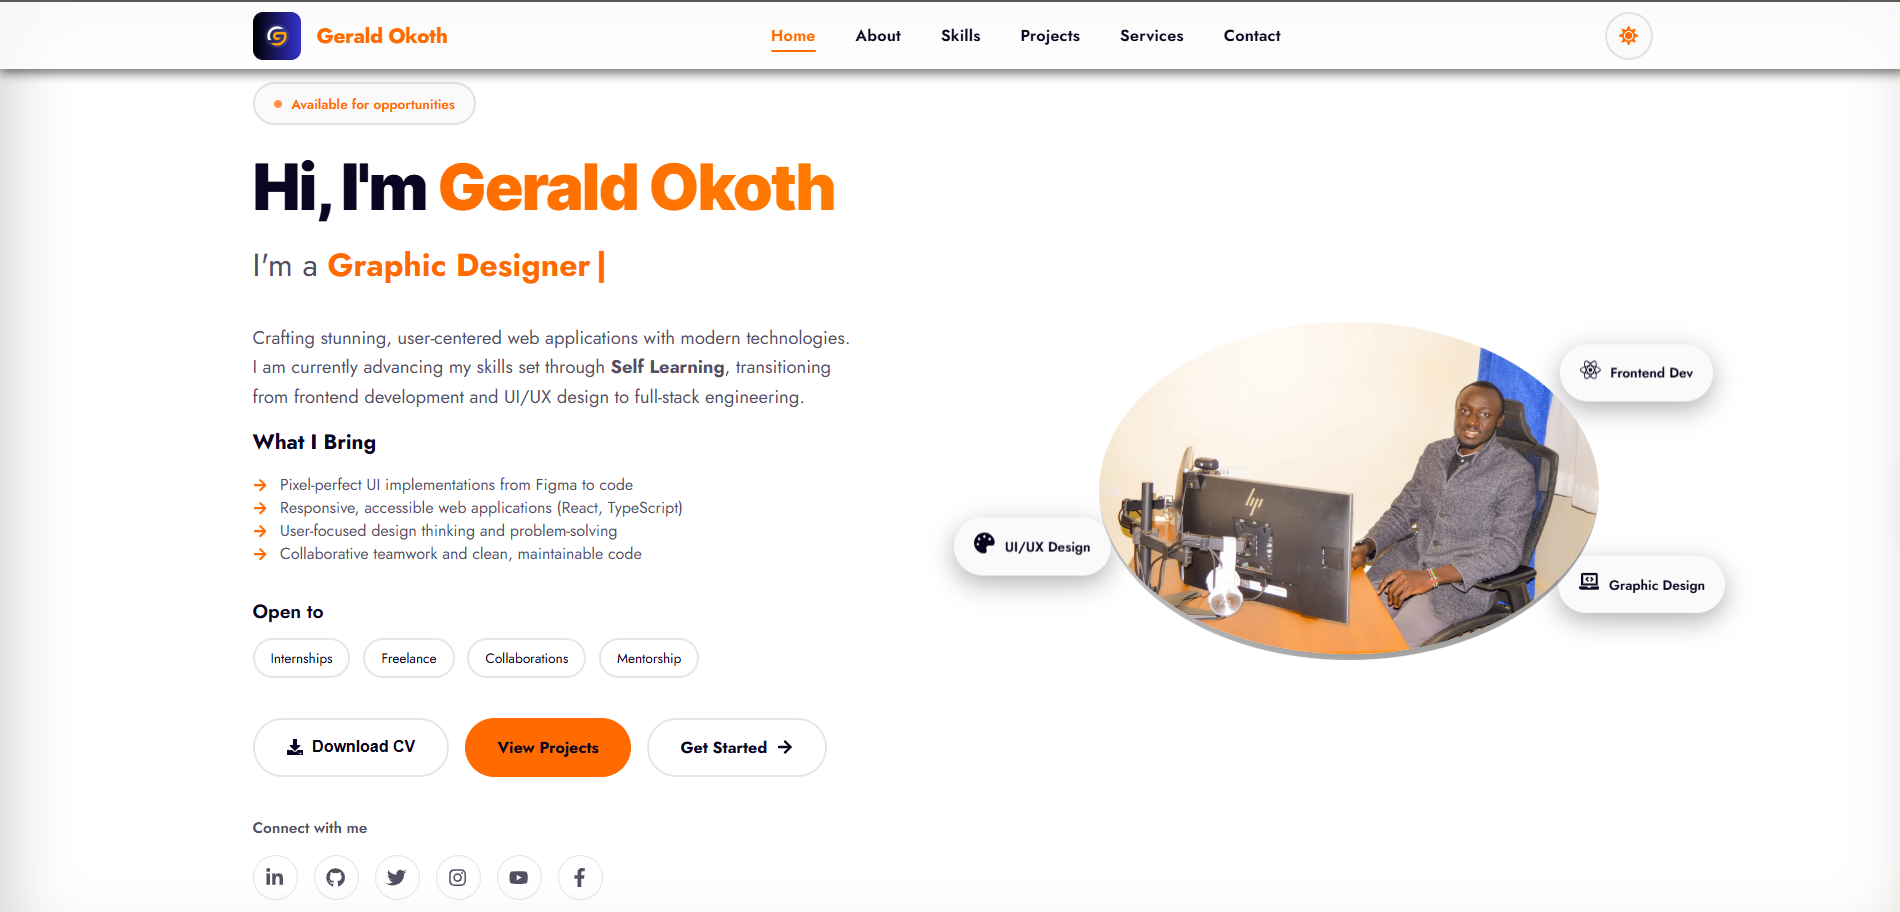 Gerald Okoth
Home About Skills Projects Services Contact
Available for opportunities
Hi, I'm Gerald Okoth
I'm a Graphic Designer|
Crafting stunning, user-centered web applications with modern technologies.
I am currently advancing my skills set through Self Learning, transitioning
from frontend development and UI/UX design to full-stack engineering.
What I Bring
Pixel-perfect UI implementations from Figma to code
Responsive, accessible web applications (React, TypeScript)
User-focused design thinking and problem-solving
Collaborative teamwork and clean, maintainable code
Open to
Internships Freelance Collaborations Mentorship
Download CV View Projects Get Started
Connect with me
Frontend Dev
hp
UI/UX Design
Graphic Design